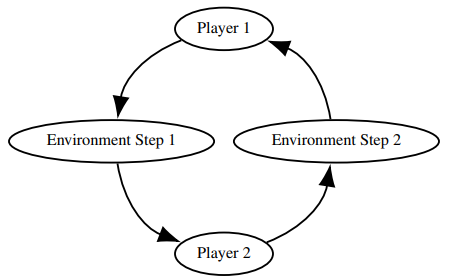 Player 1
Environment Step 1
Environment Step 2
Player 2